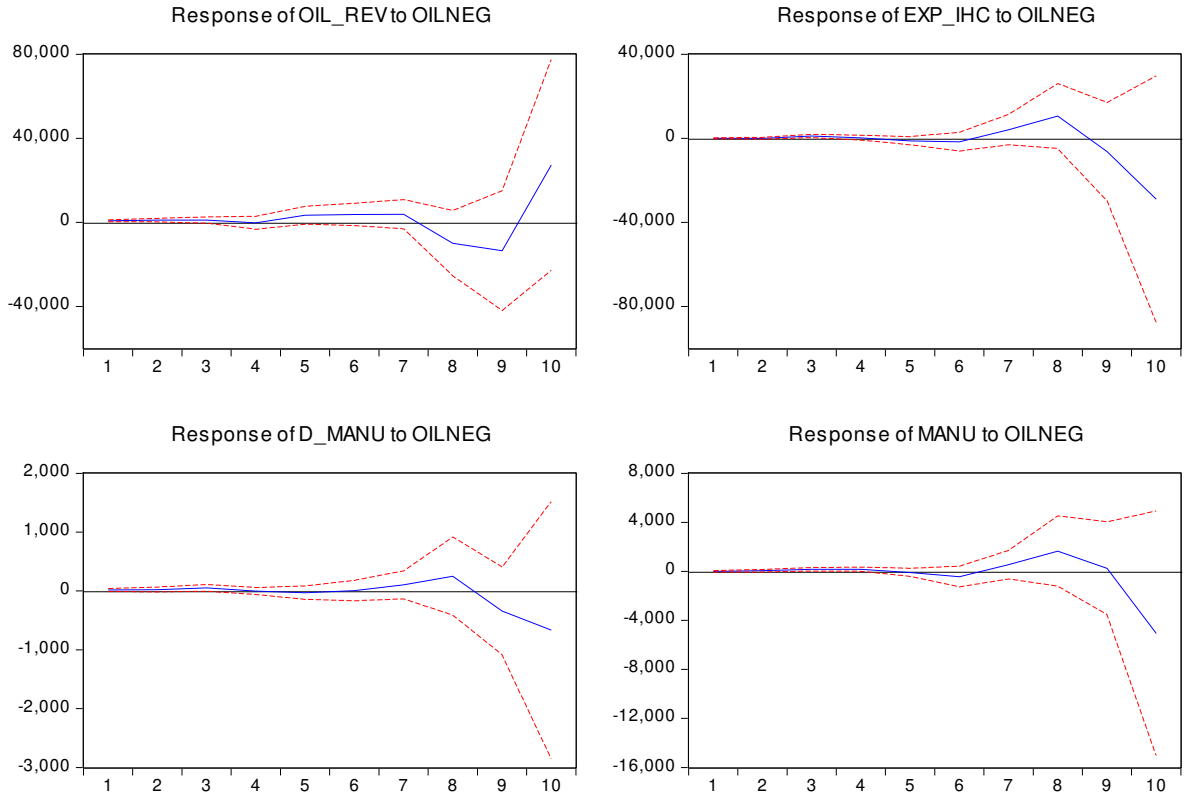 Response of OIL_REV to OILNEG
80,000
40,000
0
-40,000
1 2 3 4 5 6 7 8 9 10
Response of EXP_IHC to OILNEG
40,000
0
-40,000
-80,000
1 2 3 4 5 6 7 8 9 10
Response of D_MANU to OILNEG
2,000
1,000
0
-1,000
-2,000
-3,000
1 2 3 4 5 6 7 8 9 10
Response of MANU to OILNEG
8,000
4,000
0
-4,000
-8,000
-12,000
-16,000
1 2 3 4 5 6 7 8 9 10